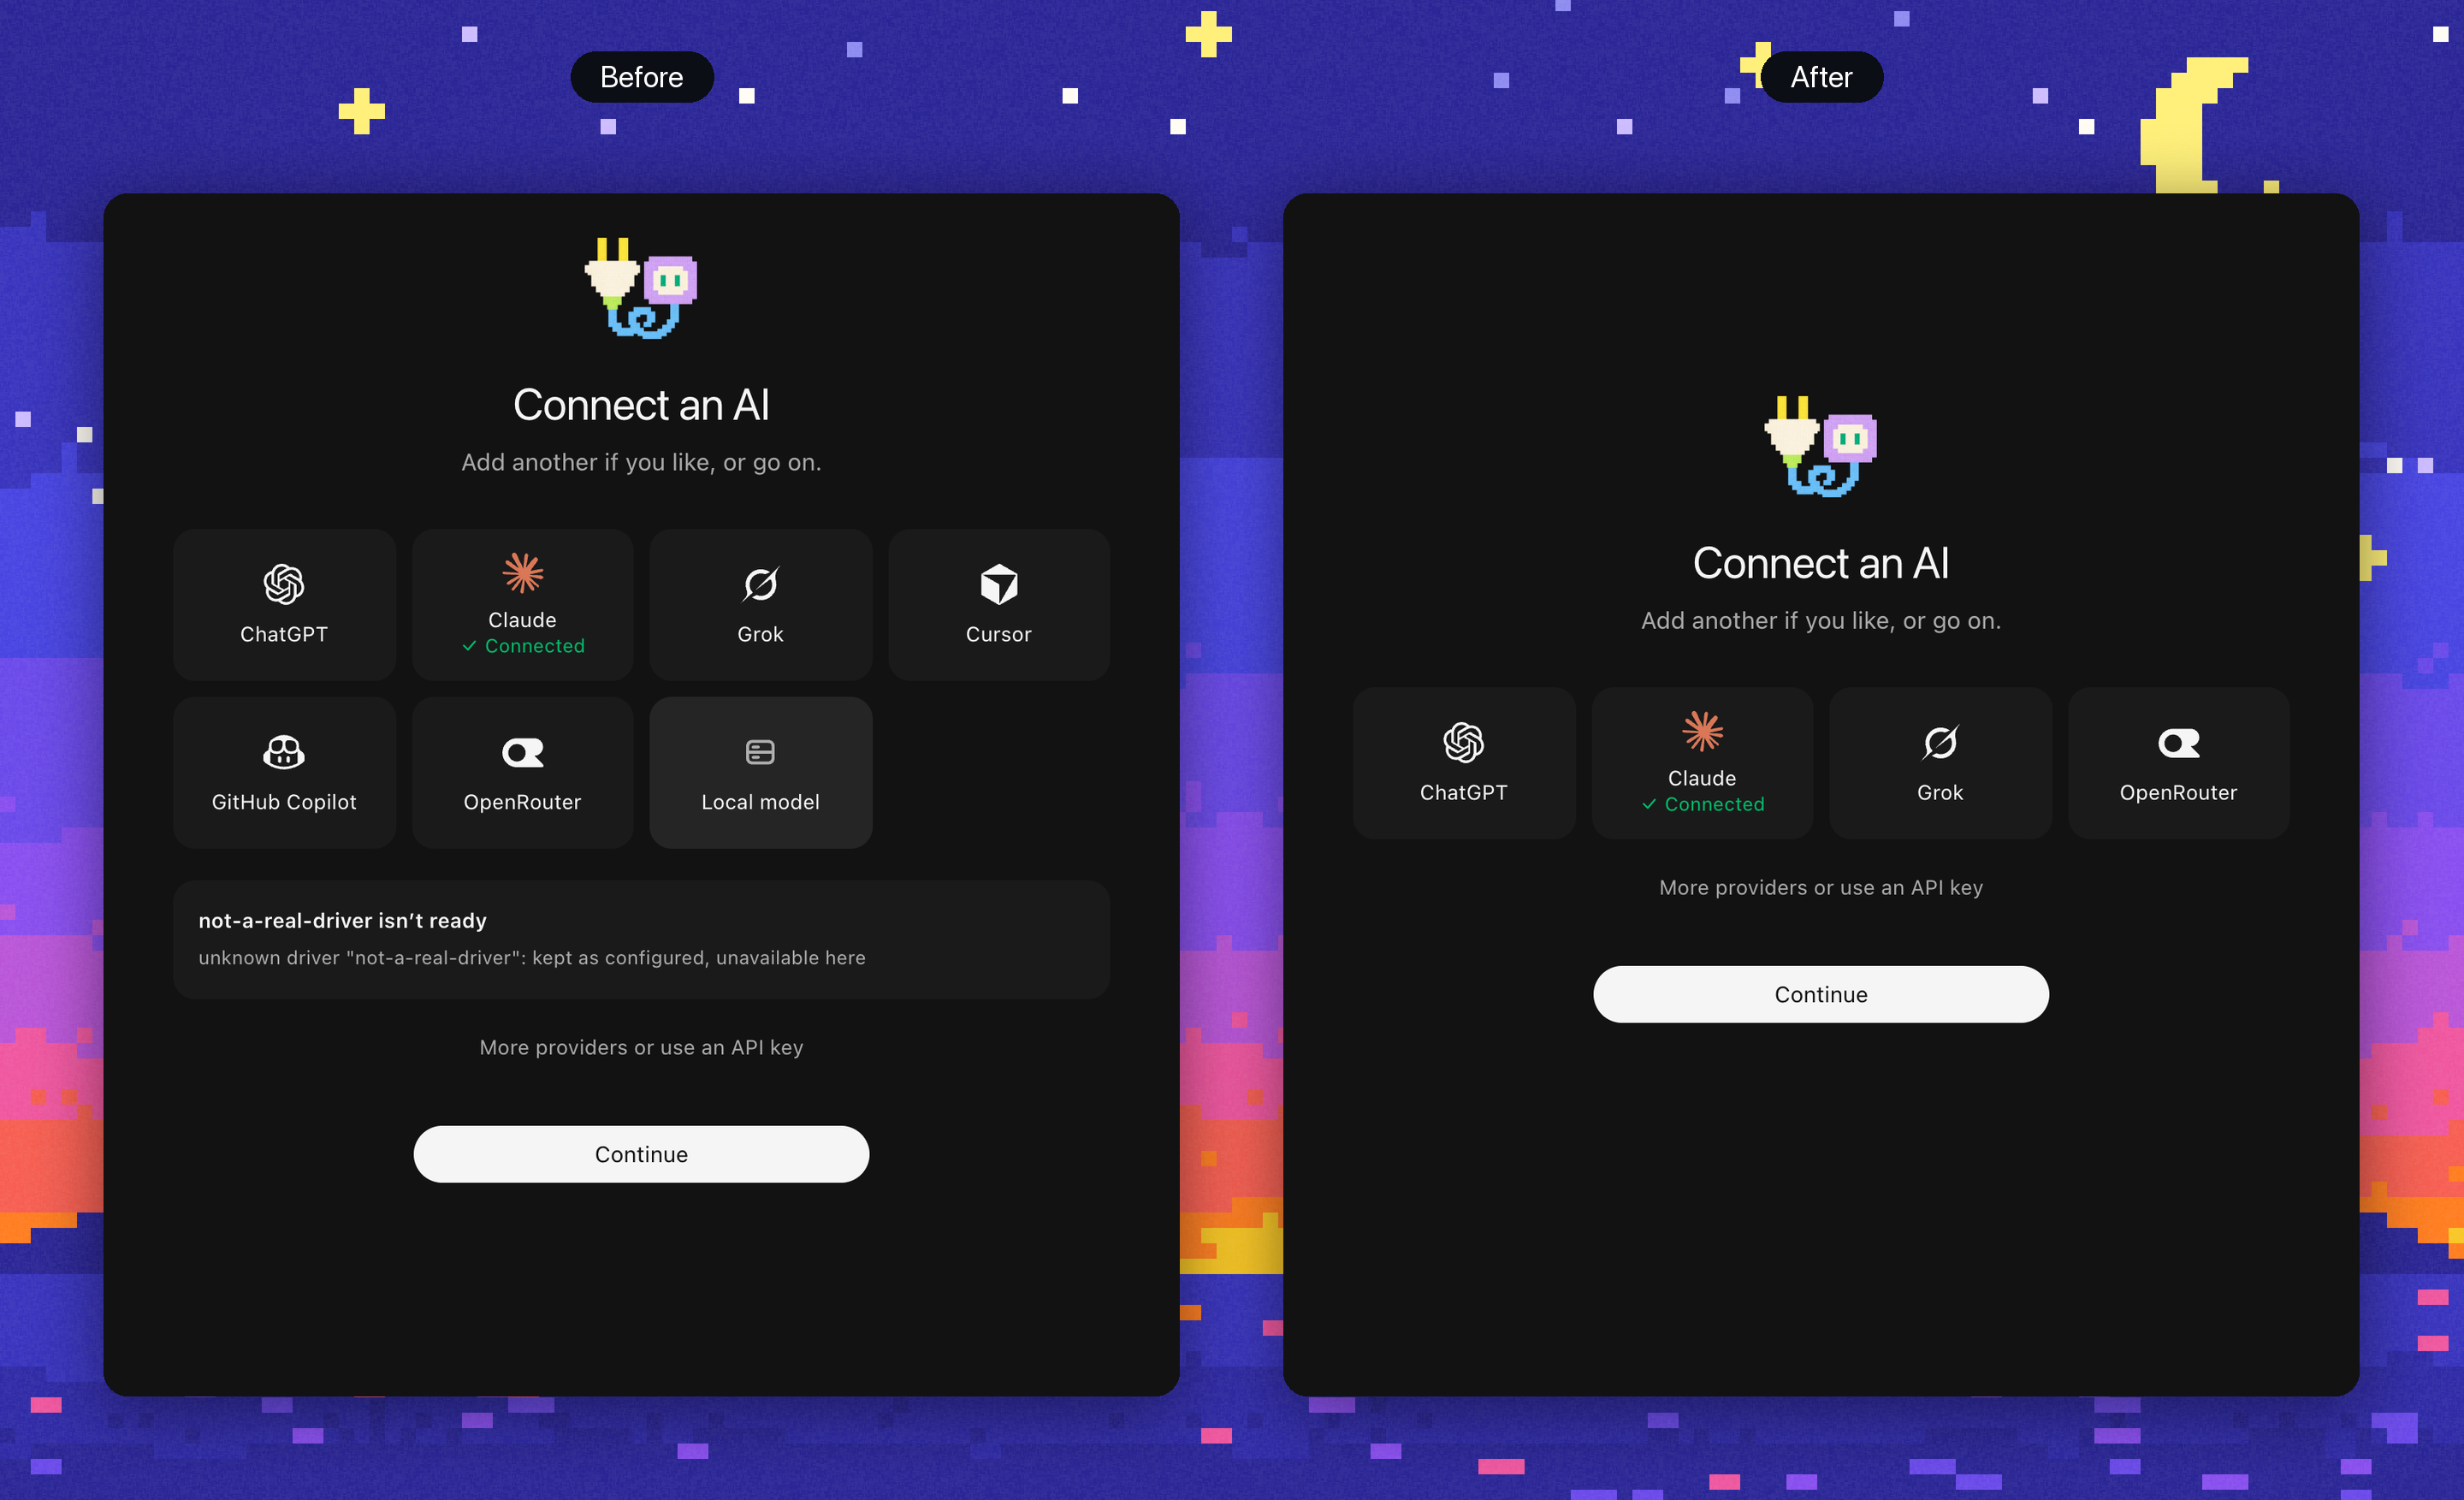 Before
Connect an AI
Add another if you like, or go on.
ChatGPT
Claude
Connected
Grok
Cursor
GitHub Copilot
OpenRouter
Local model
not-a-real-driver isn’t ready
unknown driver "not-a-real-driver": kept as configured, unavailable here
More providers or use an API key
Continue
After
Connect an AI
Add another if you like, or go on.
ChatGPT
Claude
Connected
Grok
OpenRouter
More providers or use an API key
Continue